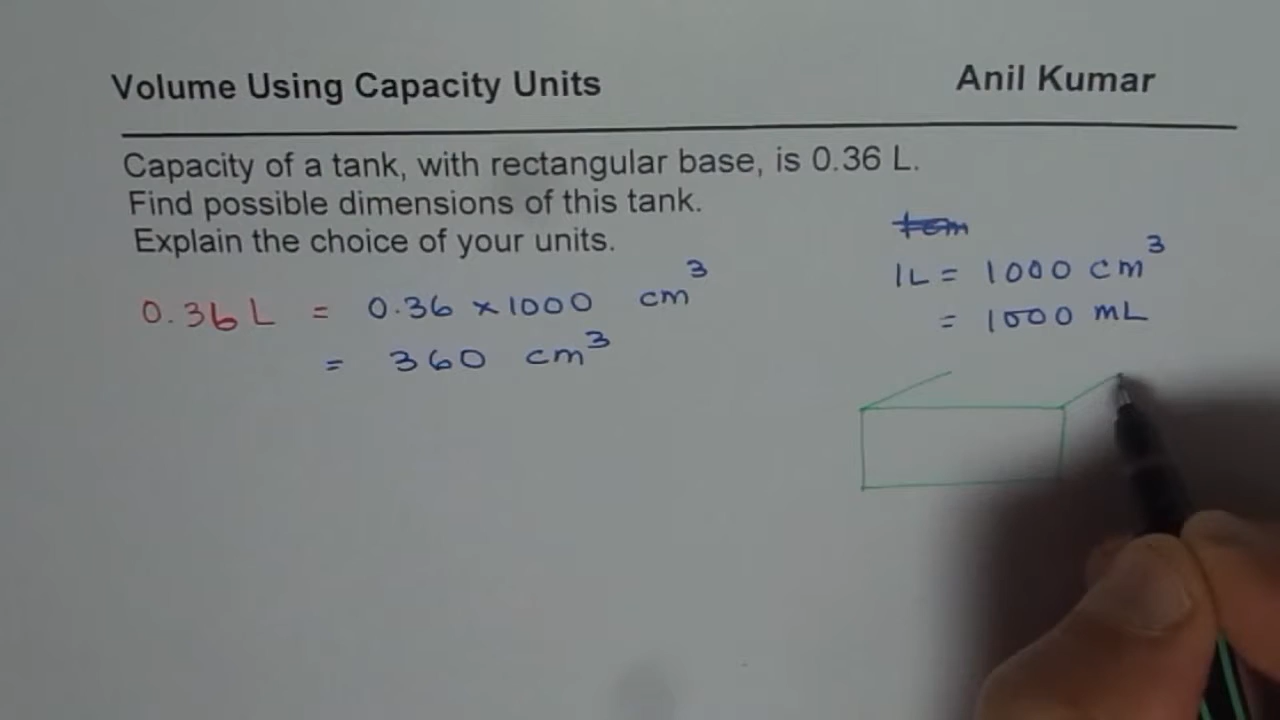 Volume Using Capacity Units Anil Kumar
Capacity of a tank, with rectangular base, is 0.36 L.
Find possible dimensions of this tank.
Explain the choice of your units.
1L = 1000 cm³
= 1000 mL
0.36 L = 0.36 × 1000 cm³
= 360 cm³